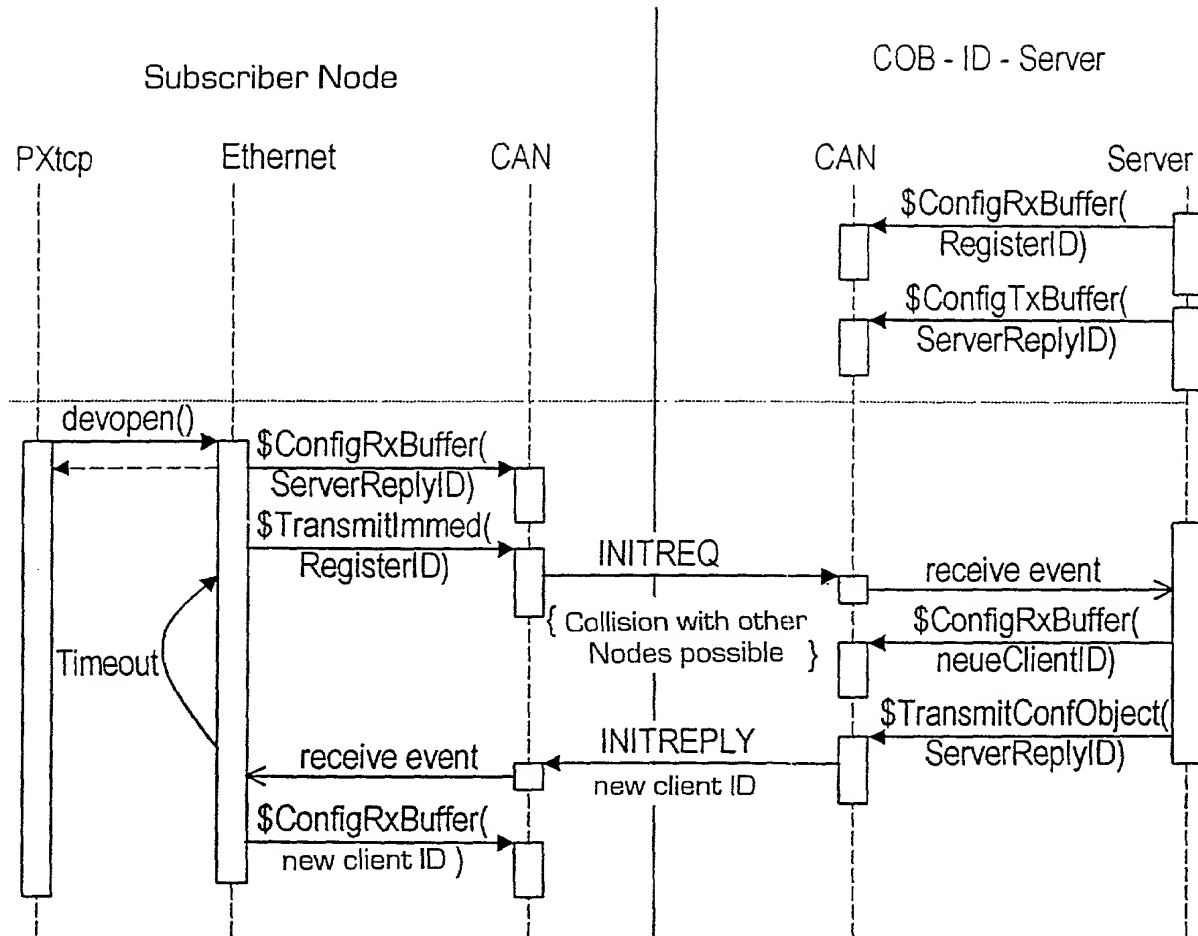 Subscriber Node
COB - ID - Server
PXtcp
Ethernet
CAN
CAN
Server
$ConfigRxBuffer(
RegisterID)
$ConfigTxBuffer(
ServerReplyID)
devopen()
$ConfigRxBuffer(
ServerReplyID)
$TransmitImmed(
RegisterID)
INITREQ
receive event
{ Collision with other
Nodes possible }
$ConfigRxBuffer(
neueClientID)
Timeout
$TransmitConfObject(
ServerReplyID)
INITREPLY
new client ID
receive event
$ConfigRxBuffer(
new client ID )